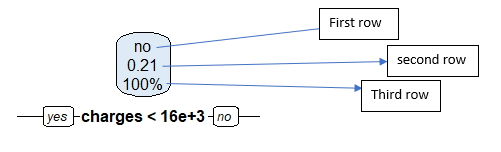 First row
no
0.21
second row
100%
Third row
yes charges < 16e+3 no